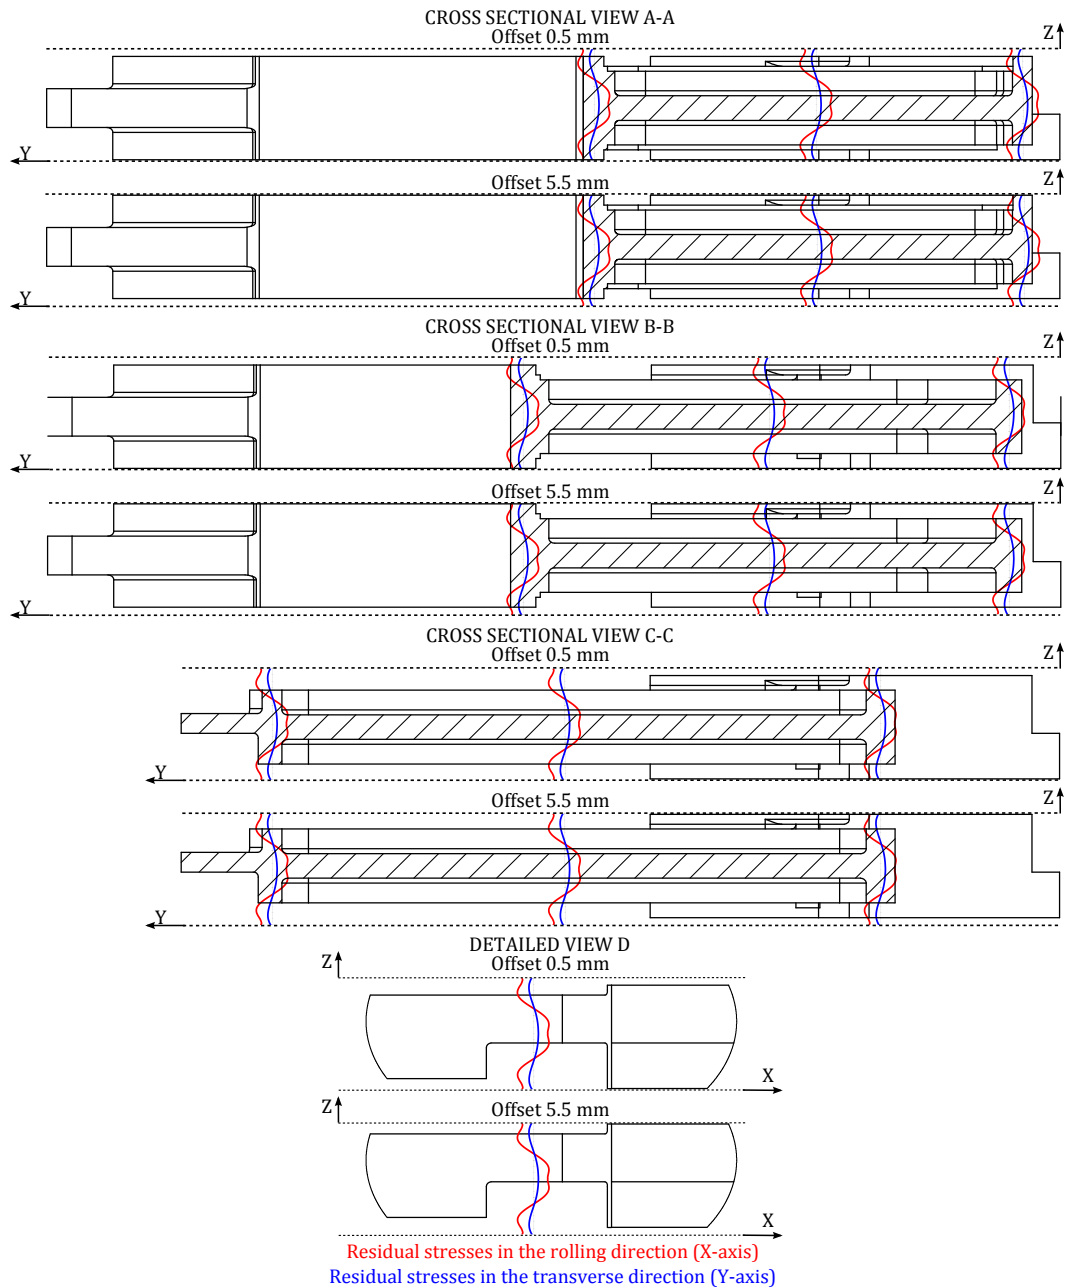 CROSS SECTIONAL VIEW A-A
Offset 0.5 mm
Z
Y
Offset 5.5 mm
Z
Y
CROSS SECTIONAL VIEW B-B
Offset 0.5 mm
Z
Y
Offset 5.5 mm
Z
Y
CROSS SECTIONAL VIEW C-C
Offset 0.5 mm
Z
Y
Offset 5.5 mm
Z
Y
DETAILED VIEW D
Z
Offset 0.5 mm
X
Z
Offset 5.5 mm
X
Residual stresses in the rolling direction (X-axis)
Residual stresses in the transverse direction (Y-axis)